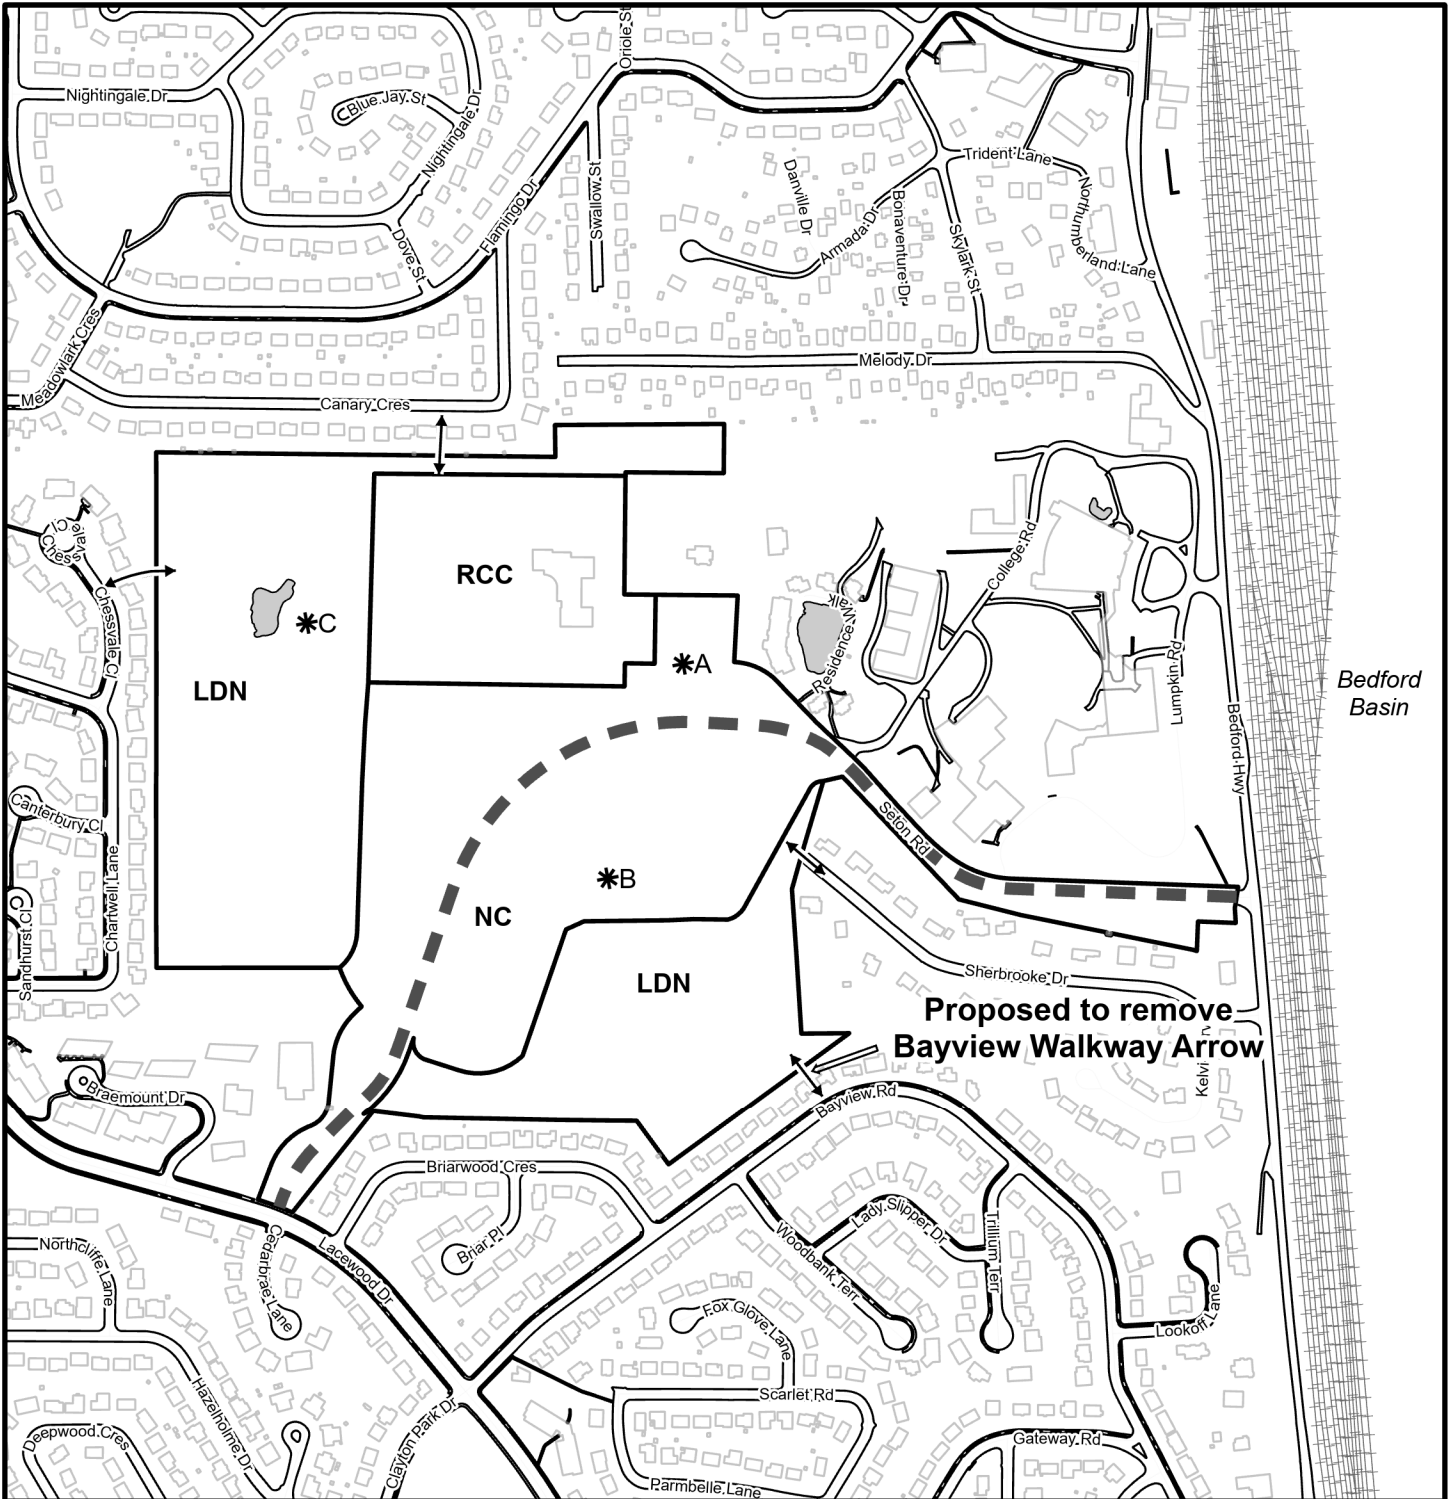 Oriole St
Nightingale Dr
Blue Jay St
Nightingale Dr
Trident Lane
Swallow St
Danville Dr
Northumberland Lane
Flamingo Dr
Armada Dr
Bonaventure Dr
Skylark St
Dove St
Meadowlark Cres
Melody Dr
Canary Cres
Chessvale Cl
College Rd
RCC
Chessvale Cl
C
Residence Walk
A
LDN
Lumpkin Rd
Bedford
Basin
Bedford Hwy
Canterbury Cl
Seton Rd
B
Chartwell Lane
NC
Sandhurst Cl
LDN
Sherbrooke Dr
Proposed to remove
Bayview Walkway Arrow
Braemount Dr
Bayview Rd
Briarwood Cres
Lady Slipper Dr
Trillium Terr
Woodbank Terr
Northcliffe Lane
Cedarbrae Lane
Lacewood Dr
Briar Pl
Fox Glove Lane
Lookoff Lane
Scarlet Rd
Hazelholme Dr
Clayton Park Dr
Deepwood Cres
Gateway Rd
Parmbelle Lane